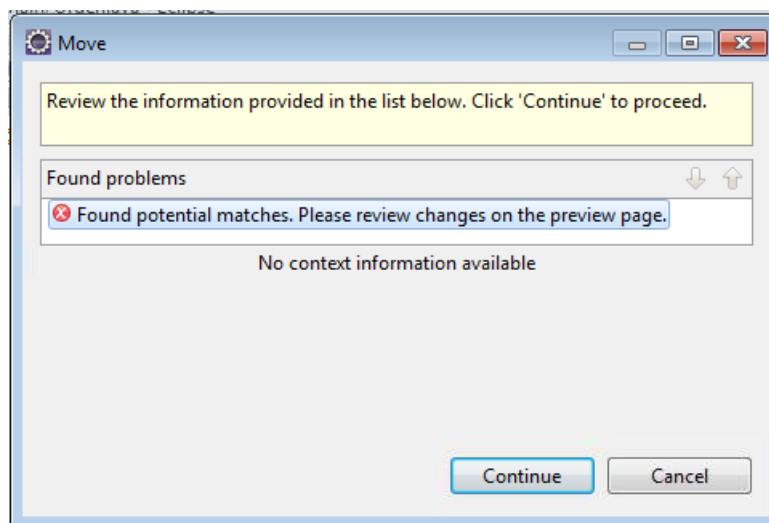 Move
Review the information provided in the list below. Click 'Continue' to proceed.
Found problems
Found potential matches. Please review changes on the preview page.
No context information available
Continue
Cancel